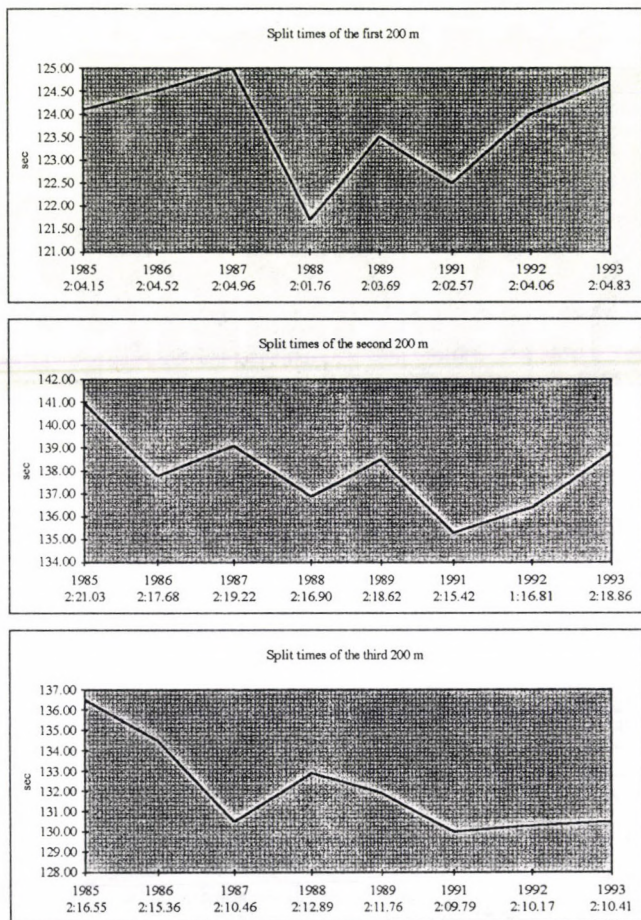 Split times of the first 200 m
125.00
124.50
124.00
123.50
123.00
122.50
122.00
121.50
121.00
sec
1985 1986 1987 1988 1989 1991 1992 1993
2:04.15 2:04.52 2:04.96 2:01.76 2:03.69 2:02.57 2:04.06 2:04.83
Split times of the second 200 m
142.00
141.00
140.00
139.00
138.00
137.00
136.00
135.00
134.00
sec
1985 1986 1987 1988 1989 1991 1992 1993
2:21.03 2:17.68 2:19.22 2:16.90 2:18.62 2:15.42 1:16.81 2:18.86
Split times of the third 200 m
137.00
135.00
134.00
133.00
131.00
130.00
128.00
sec
1985 1986 1987 1988 1989 1991 1992 1993
2:16.55 2:15.36 2:10.46 2:12.89 2:11.76 2:09.79 2:10.17 2:10.41